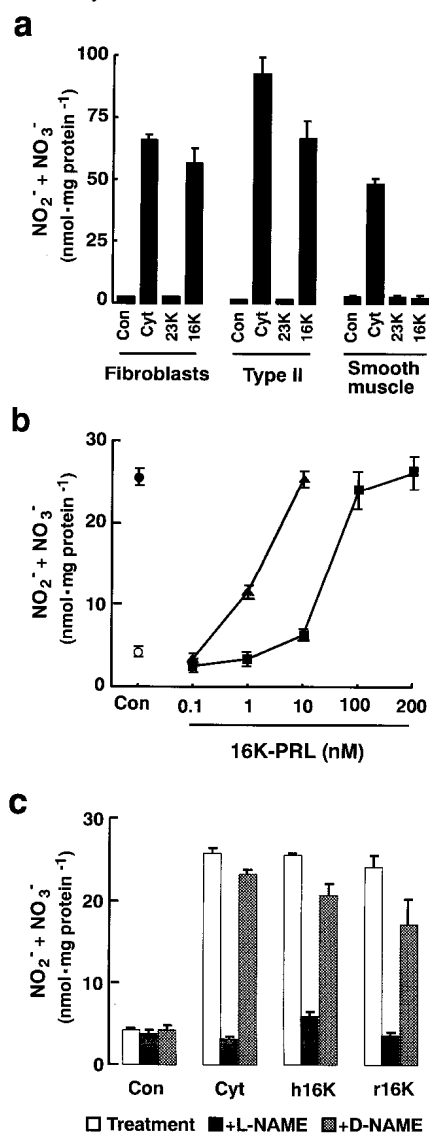 a
NO2- + NO3-
(nmol·mg protein-1)
100
75
50
25
0
Con Cyt 23K 16K Con Cyt 23K 16K Con Cyt 23K 16K
Fibroblasts Type II Smooth muscle
b
NO2- + NO3-
(nmol·mg protein-1)
30
20
10
0
Con 0.1 1 10 100 200
16K-PRL (nM)
c
NO2- + NO3-
(nmol·mg protein-1)
30
20
10
0
Con Cyt h16K r16K
Treatment +L-NAME +D-NAME